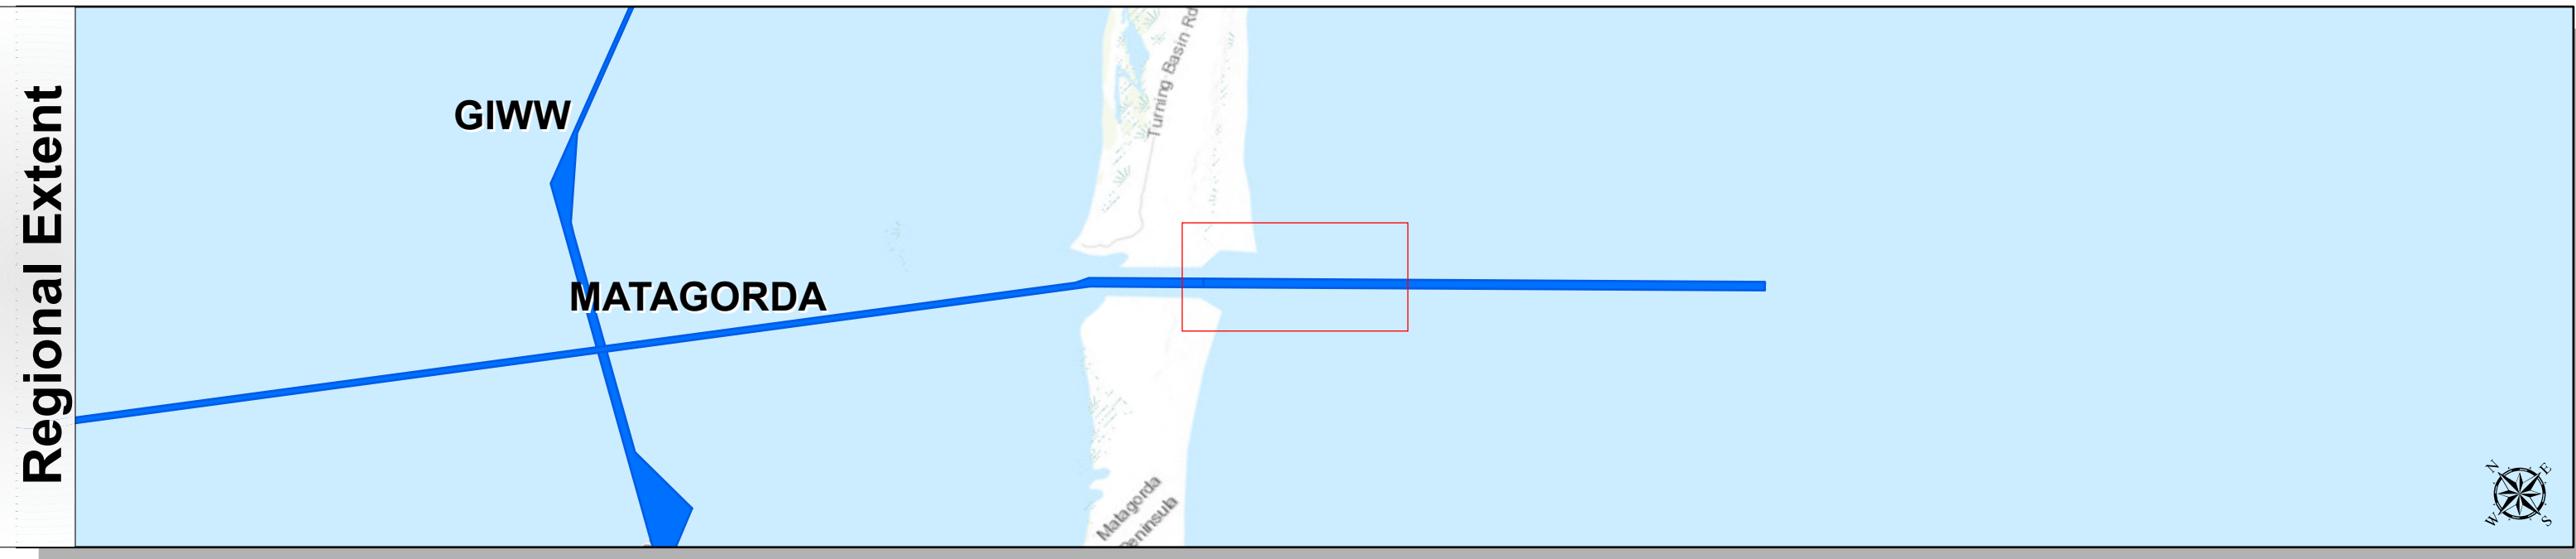 Regional Extent
GIWW
MATAGORDA
Turning Basin Rd
Matagorda
Peninsula
N
E
W
S